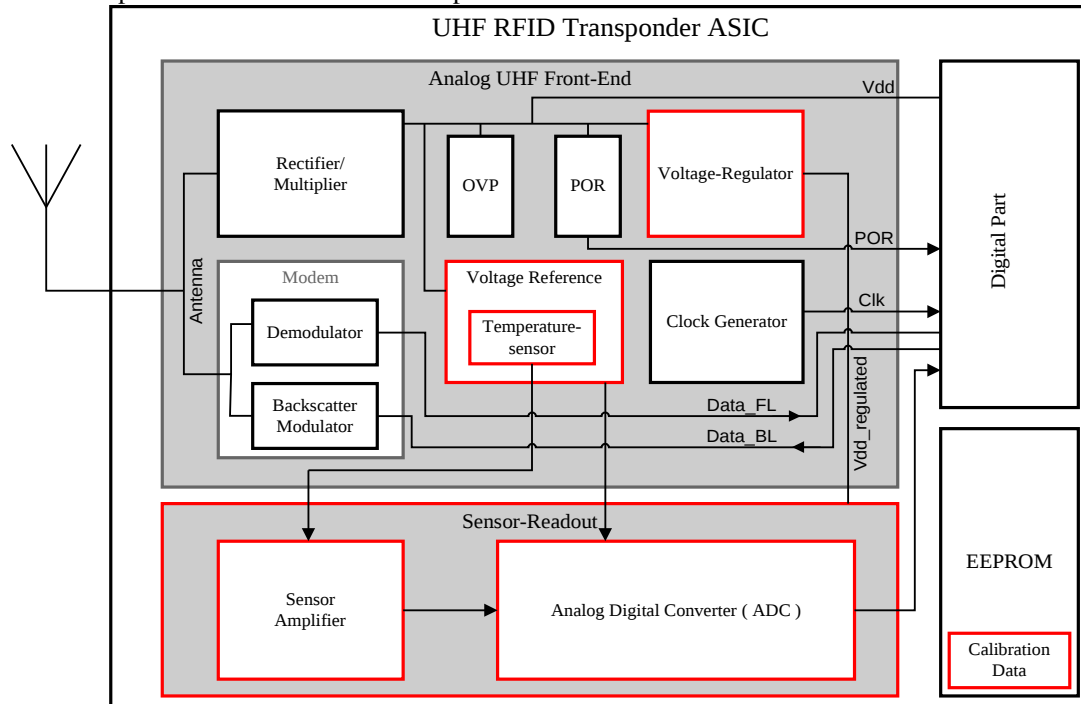 UHF RFID Transponder ASIC
Analog UHF Front-End
Vdd
Rectifier/
Multiplier
OVP
POR
Voltage-Regulator
Digital Part
POR
Antenna
Modem
Voltage Reference
Clk
Demodulator
Temperature-
sensor
Clock Generator
Backscatter
Modulator
Data_FL
Data_BL
Vdd_regulated
Sensor-Readout
EEPROM
Sensor
Amplifier
Analog Digital Converter ( ADC )
Calibration
Data